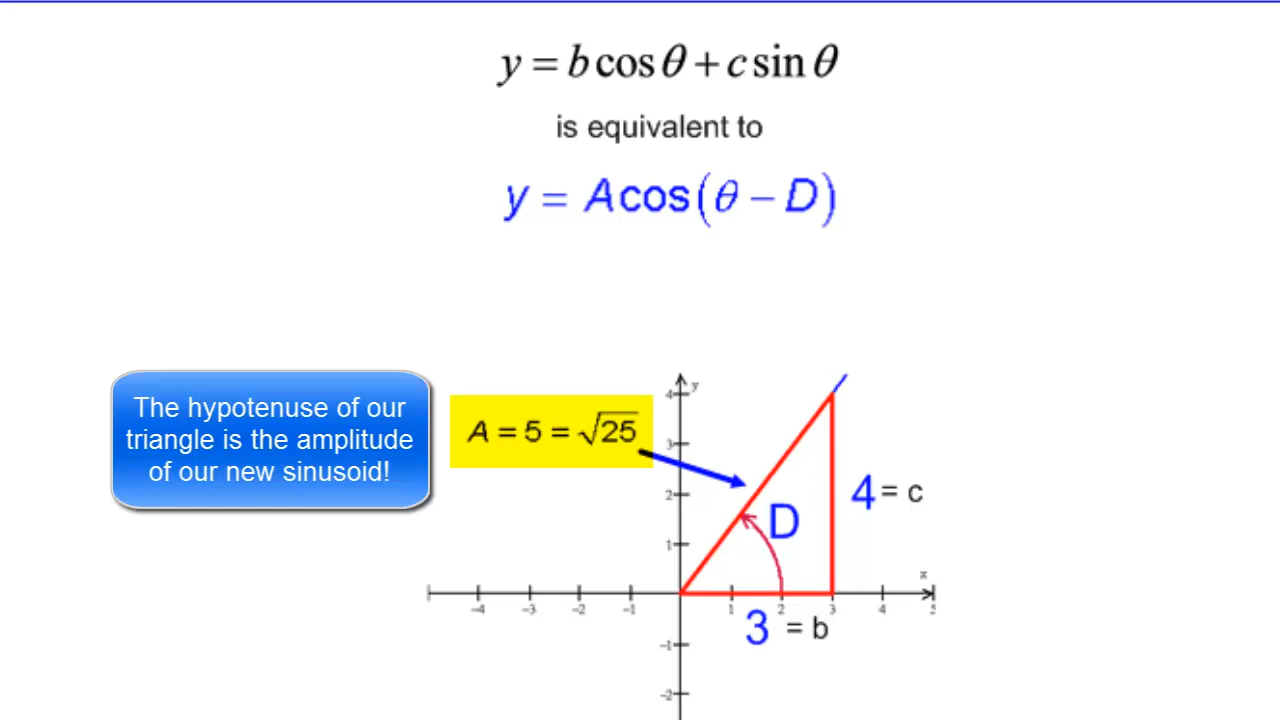 y = b cos θ + c sin θ
is equivalent to
y = A cos(θ − D)
The hypotenuse of our
triangle is the amplitude
of our new sinusoid!
A = 5 = √25
y
4
3
2
1
D
4 = c
x
-4 -3 -2 -1 1 2 3 4
3 = b
-1
-2